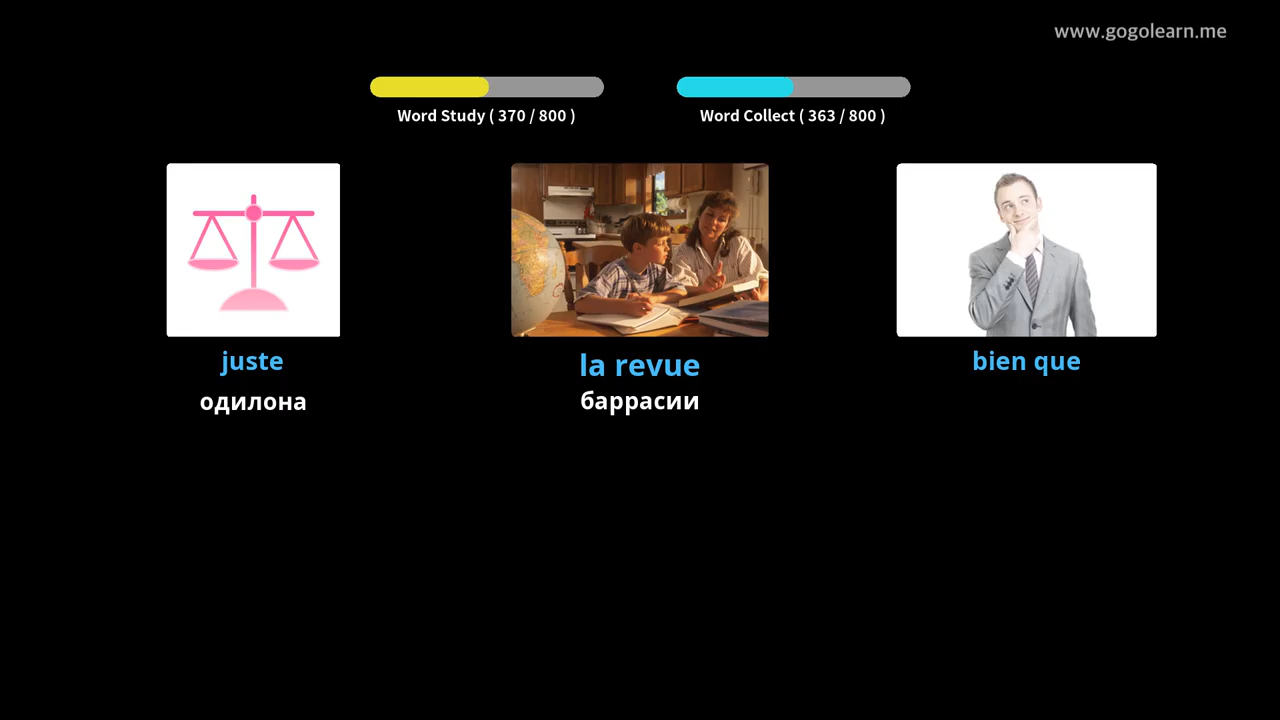 www.gogolearn.me
Word Study ( 370 / 800 )
Word Collect ( 363 / 800 )
juste
одилона
la revue
баррасии
bien que